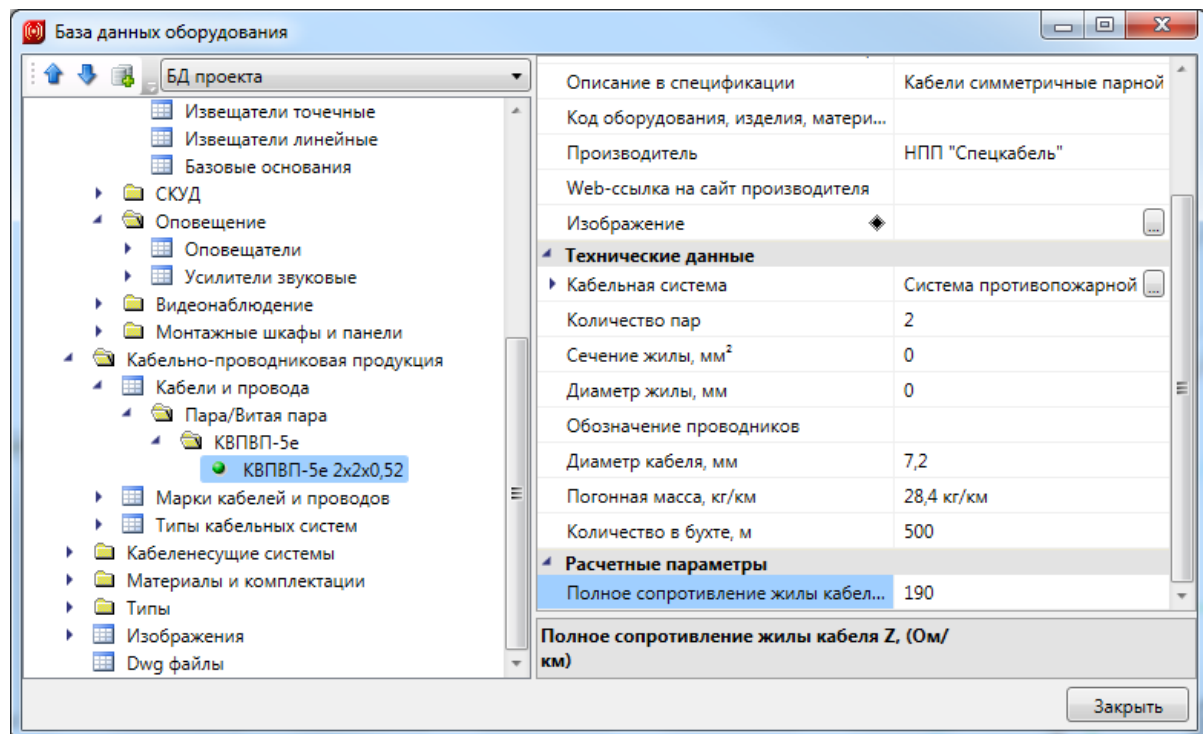 База данных оборудования
БД проекта
Извещатели точечные
Извещатели линейные
Базовые основания
СКУД
Оповещение
Оповещатели
Усилители звуковые
Видеонаблюдение
Монтажные шкафы и панели
Кабельно-проводниковая продукция
Кабели и провода
Пара/Витая пара
КВПВП-5е
КВПВП-5е 2х2х0,52
Марки кабелей и проводов
Типы кабельных систем
Кабеленесущие системы
Материалы и комплектации
Типы
Изображения
Dwg файлы
Описание в спецификации Кабели симметричные парной
Код оборудования, изделия, матери...
Производитель НПП "Спецкабель"
Web-ссылка на сайт производителя
Изображение ...
Технические данные
Кабельная система Система противопожарной ...
Количество пар 2
Сечение жилы, мм² 0
Диаметр жилы, мм 0
Обозначение проводников
Диаметр кабеля, мм 7,2
Погонная масса, кг/км 28,4 кг/км
Количество в бухте, м 500
Расчетные параметры
Полное сопротивление жилы кабел... 190
Полное сопротивление жилы кабеля Z, (Ом/
км)
Закрыть